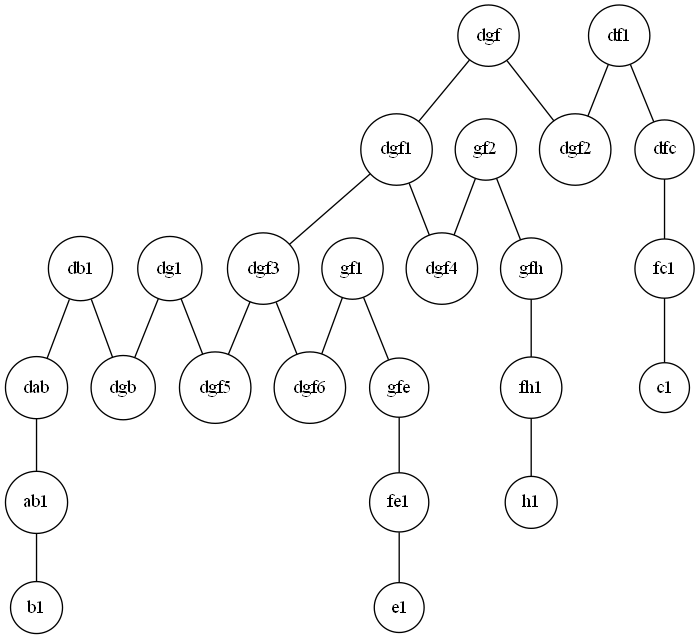 dgf df1
dgf1 gf2 dgf2 dfc
db1 dg1 dgf3 gf1 dgf4 gfh fc1
dab dgb dgf5 dgf6 gfe fh1 c1
ab1 fe1 h1
b1 e1